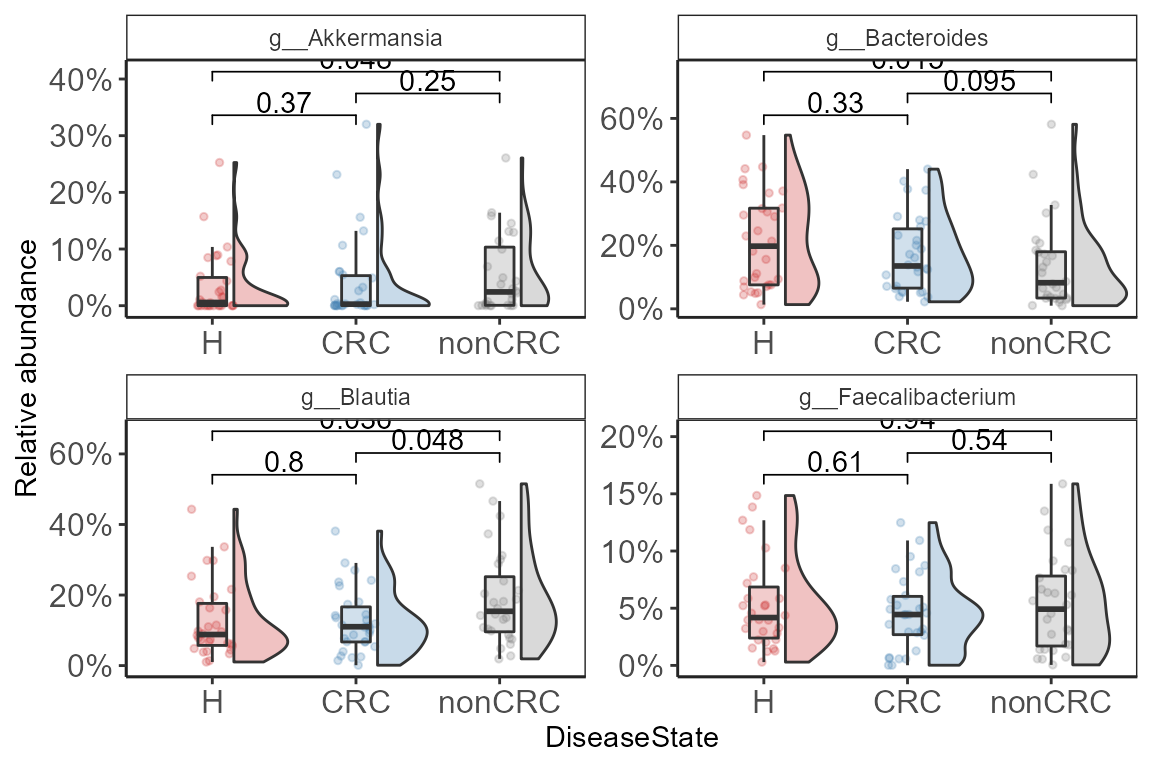 g__Akkermansia
40%
30%
20%
10%
0%
0.25
0.37
H
CRC
nonCRC
g__Bacteroides
60%
40%
20%
0%
0.095
0.33
H
CRC
nonCRC
g__Blautia
60%
40%
20%
0%
0.048
0.8
H
CRC
nonCRC
g__Faecalibacterium
20%
15%
10%
5%
0%
0.94
0.54
0.61
H
CRC
nonCRC
Relative abundance
DiseaseState